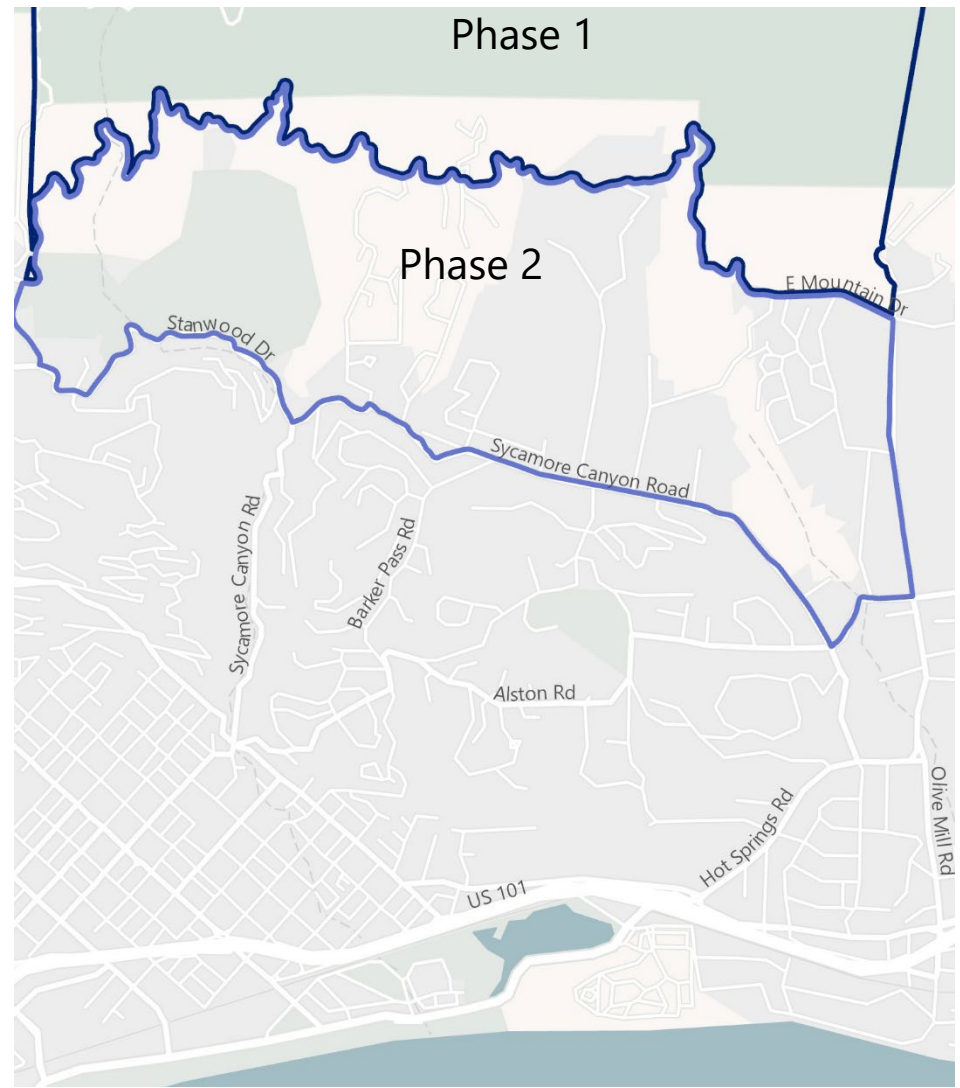 Phase 1
Phase 2
E Mountain Dr
Stanwood Dr
Sycamore Canyon Road
Sycamore Canyon Rd
Barker Pass Rd
Alston Rd
Hot Springs Rd
Olive Mill Rd
US 101